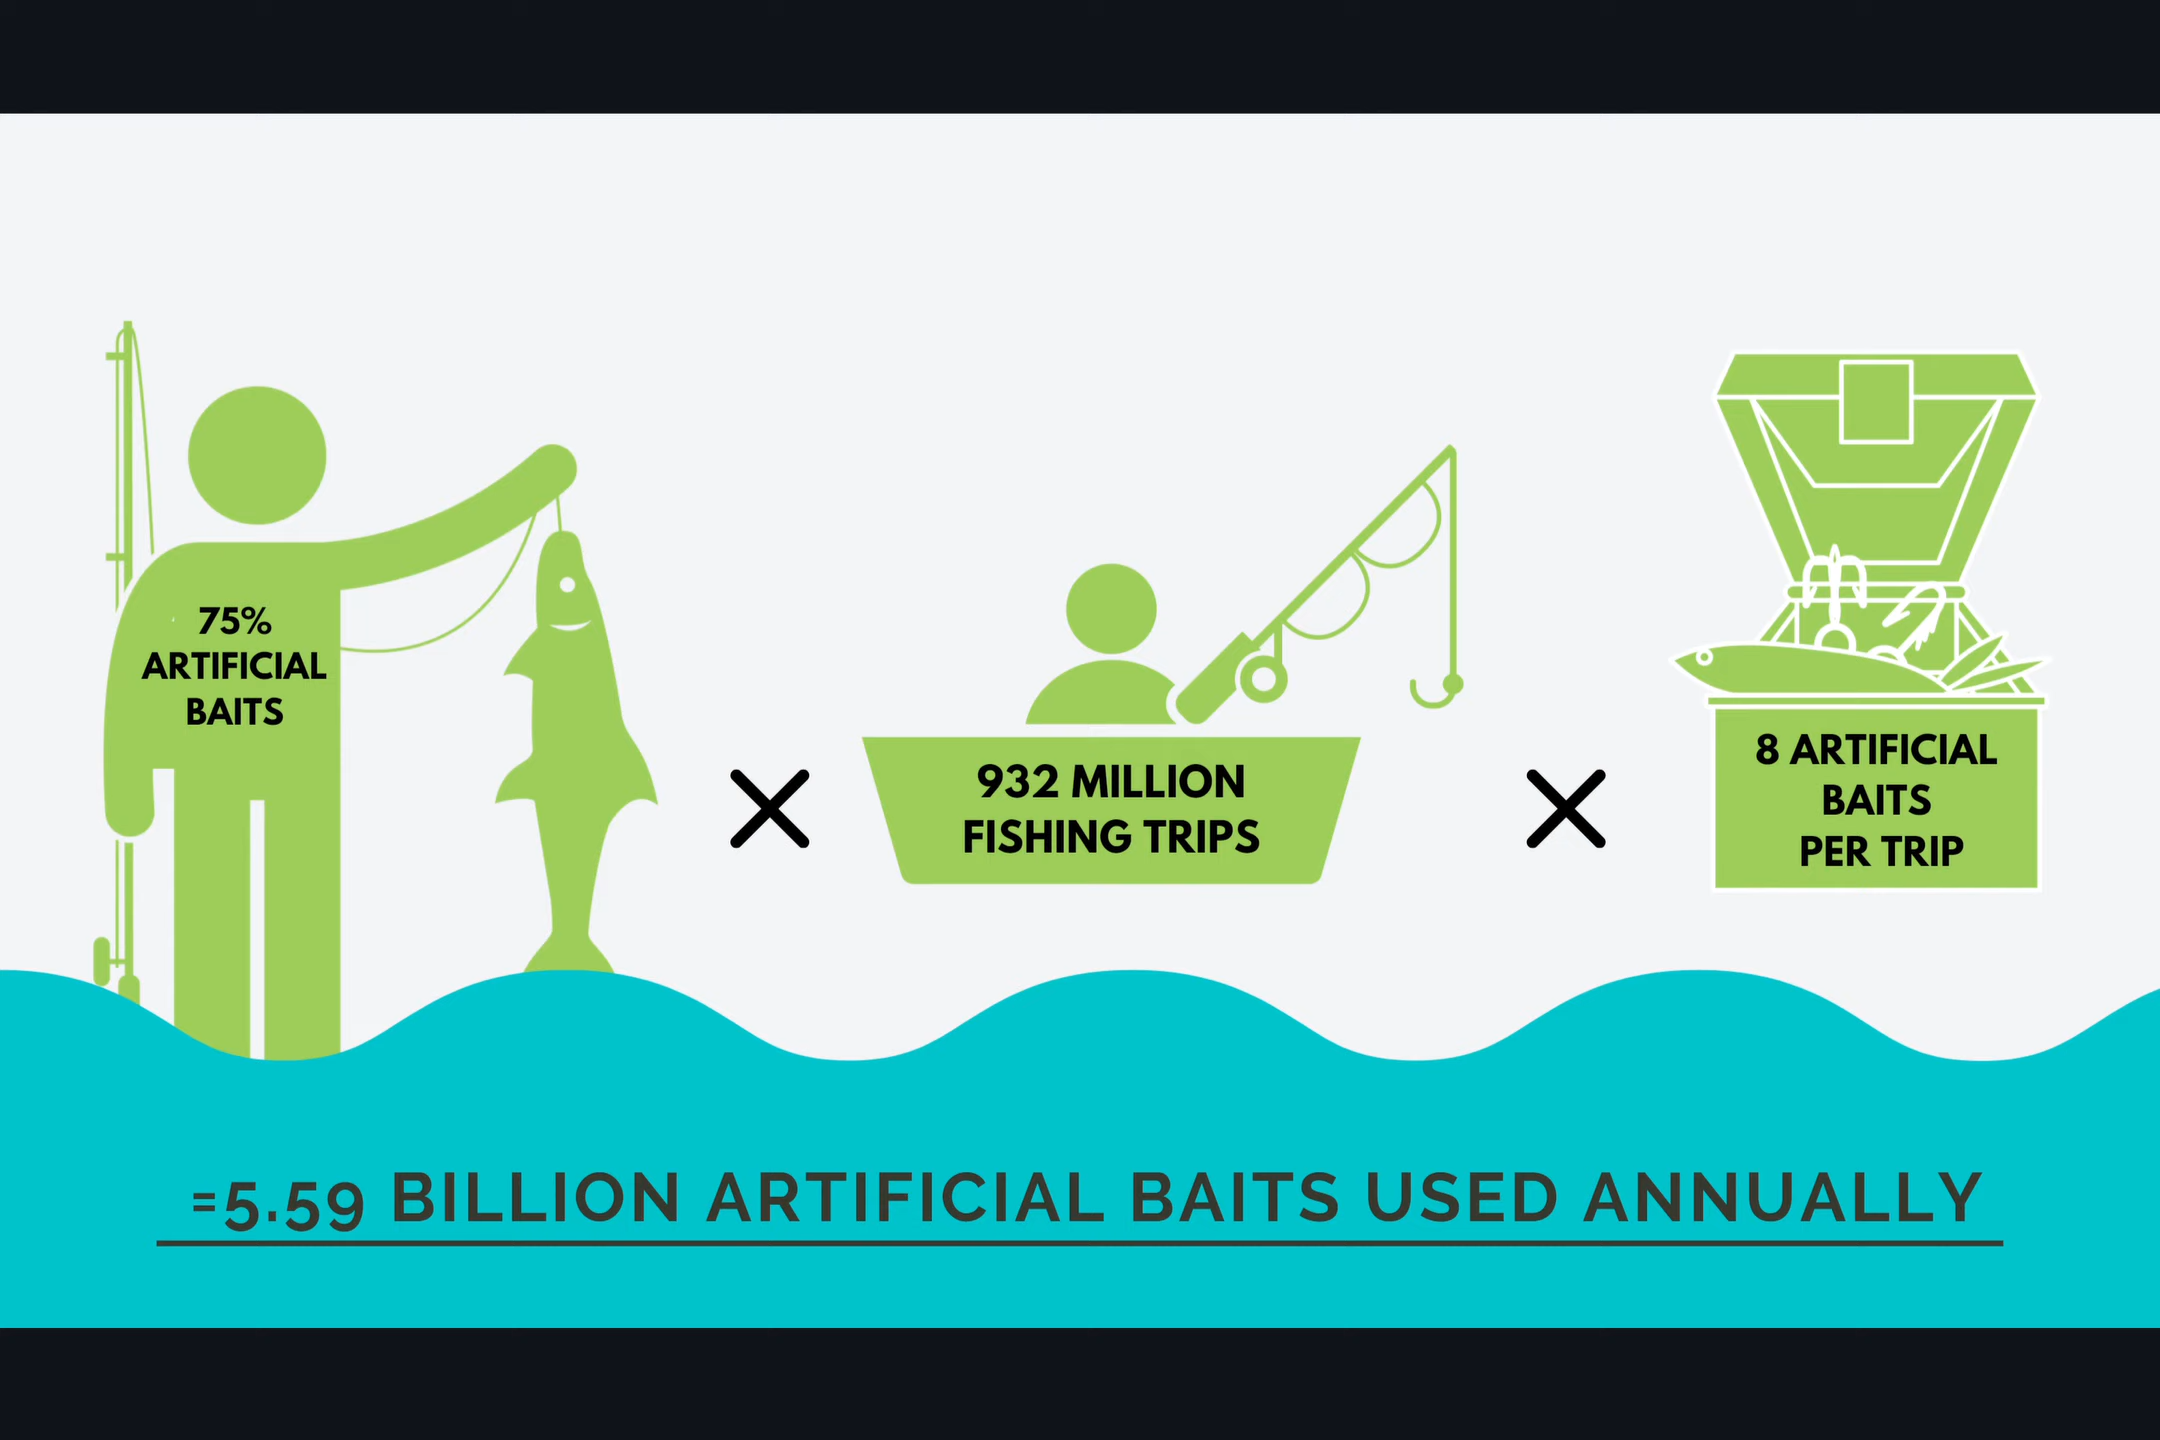 75%
ARTIFICIAL
BAITS
932 MILLION
FISHING TRIPS
8 ARTIFICIAL
BAITS
PER TRIP
=5.59 BILLION ARTIFICIAL BAITS USED ANNUALLY